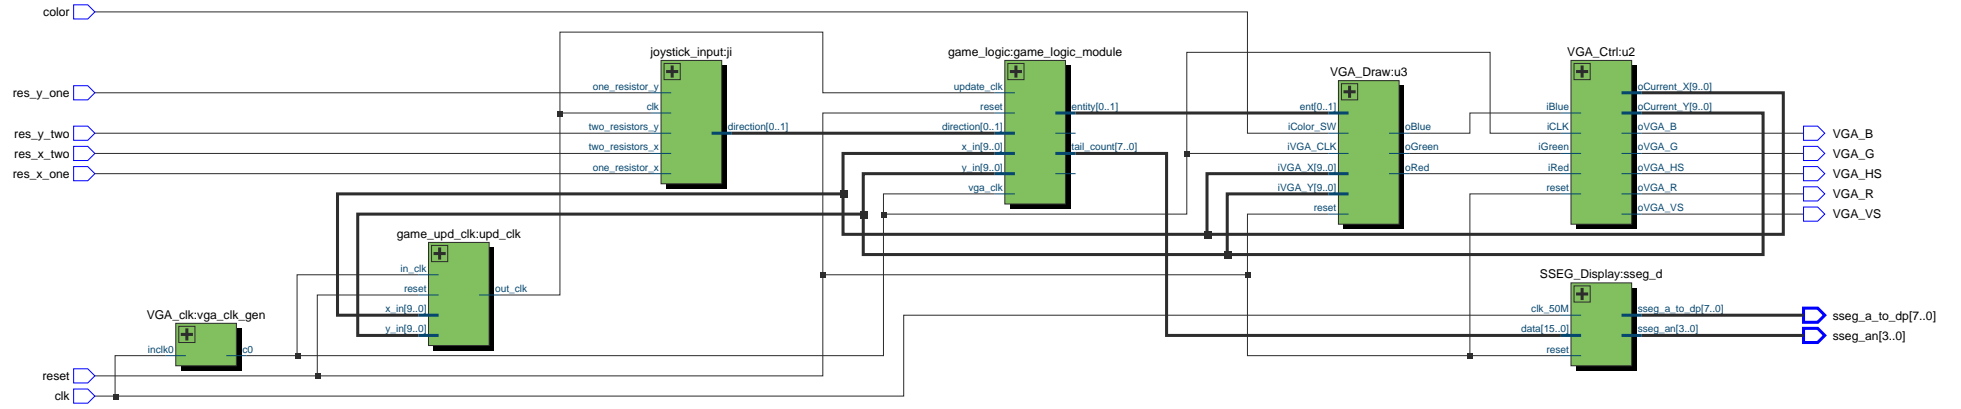 color
res_y_one
res_y_two
res_x_two
res_x_one
joystick_input:ji
one_resistor_y
clk
two_resistors_y
two_resistors_x
one_resistor_x
direction[0..1]
game_logic:game_logic_module
update_clk
reset
direction[0..1]
x_in[9..0]
y_in[9..0]
vga_clk
entity[0..1]
tail_count[7..0]
VGA_Draw:u3
ent[0..1]
iColor_SW
iVGA_CLK
iVGA_X[9..0]
iVGA_Y[9..0]
reset
oBlue
oGreen
oRed
VGA_Ctrl:u2
iBlue
iCLK
iGreen
iRed
reset
oCurrent_X[9..0]
oCurrent_Y[9..0]
oVGA_B
oVGA_G
oVGA_HS
oVGA_R
oVGA_VS
VGA_B
VGA_G
VGA_HS
VGA_R
VGA_VS
game_upd_clk:upd_clk
in_clk
reset
x_in[9..0]
y_in[9..0]
out_clk
SSEG_Display:sseg_d
clk_50M
data[15..0]
reset
sseg_a_to_dp[7..0]
sseg_an[3..0]
sseg_a_to_dp[7..0]
sseg_an[3..0]
VGA_clk:vga_clk_gen
inclk0
c0
reset
clk